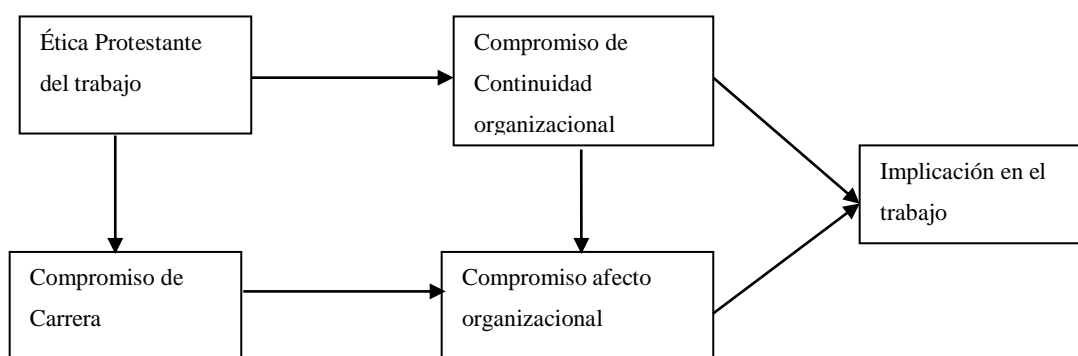 Ética Protestante
del trabajo
Compromiso de
Continuidad
organizacional
Implicación en el
trabajo
Compromiso de
Carrera
Compromiso afecto
organizacional